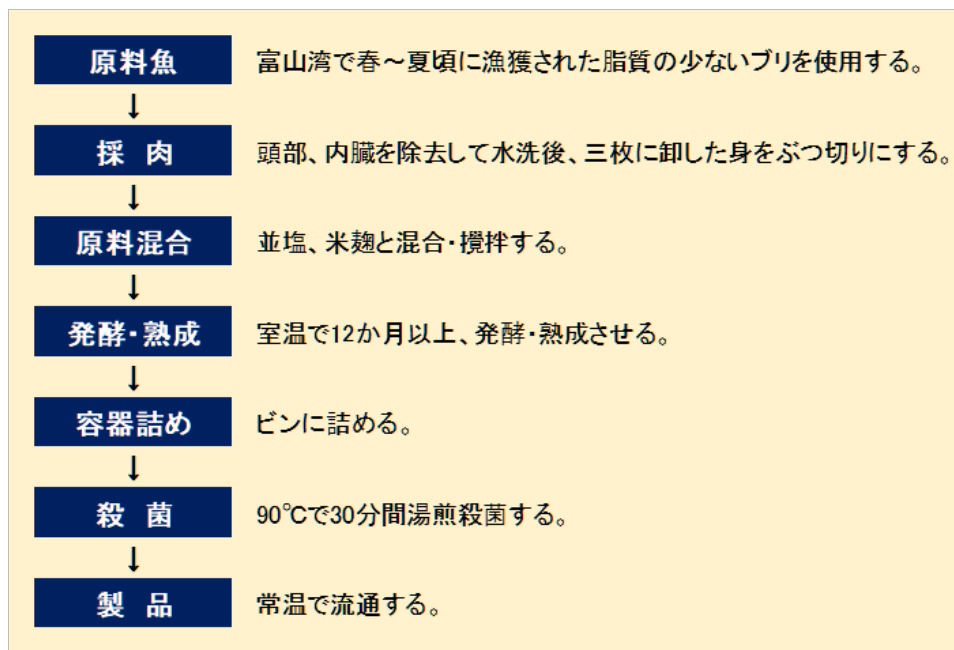 原料魚 富山湾で春～夏頃に漁獲された脂質の少ないブリを使用する。
↓
採 肉 頭部、内臓を除去して水洗後、三枚に卸した身をぶつ切りにする。
↓
原料混合 並塩、米麹と混合・攪拌する。
↓
発酵・熟成 室温で12か月以上、発酵・熟成させる。
↓
容器詰め ビンに詰める。
↓
殺 菌 90℃で30分間湯煎殺菌する。
↓
製 品 常温で流通する。